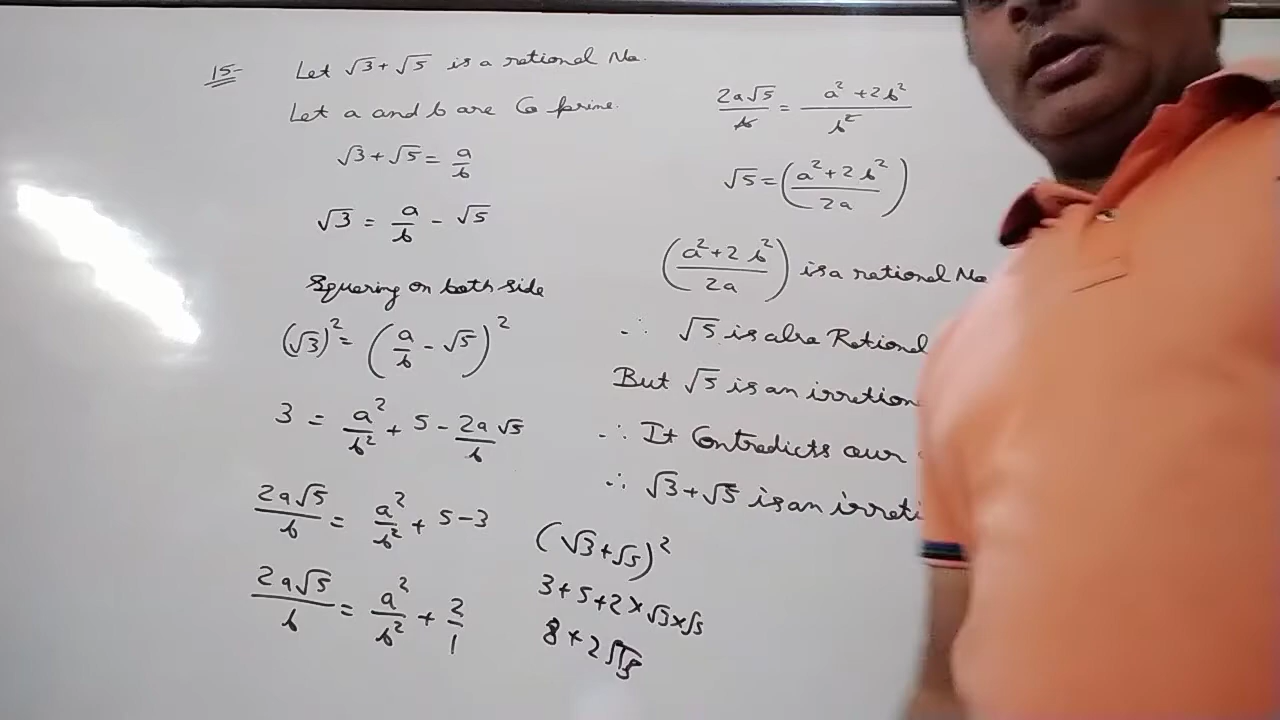 15-
Let √3 + √5 is a rational No.
Let a and b are Co prime.
√3 + √5 = a/b
√3 = a/b - √5
Squaring on both side
(√3)² = (a/b - √5)²
3 = a²/b² + 5 - 2a√5/b
2a√5/b = a²/b² + 5 - 3
2a√5/b = a²/b² + 2/1
2a√5/b = a² + 2b²/b²
√5 = (a² + 2b²/2a)
(a² + 2b²/2a) is a rational No
∴ √5 is also Rational
But √5 is an irration
∴ It Contradicts our
∴ √3 + √5 is an irrati
(√3 + √5)²
3 + 5 + 2 × √3 × √5
8 + 2√15